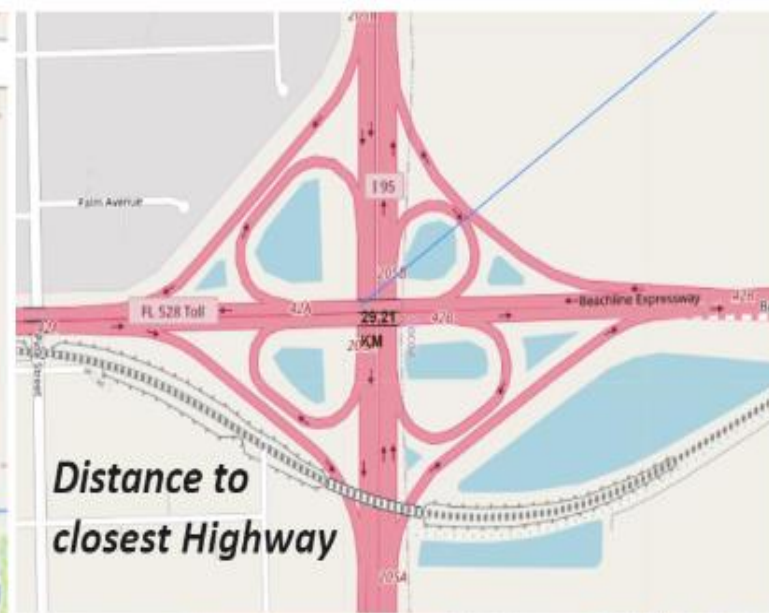 205B
Palm Avenue
I 95
205B
FL 528 Toll
42A
Beachline Expressway
42B
29.21
42B
KM
Distance to
closest Highway
205A